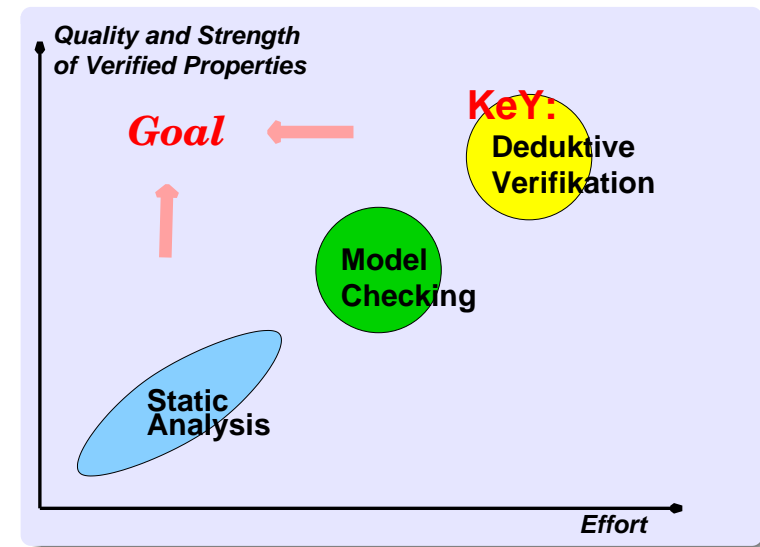 Quality and Strength
of Verified Properties
Goal
KeY:
Deduktive
Verifikation
Model
Checking
Static
Analysis
Effort